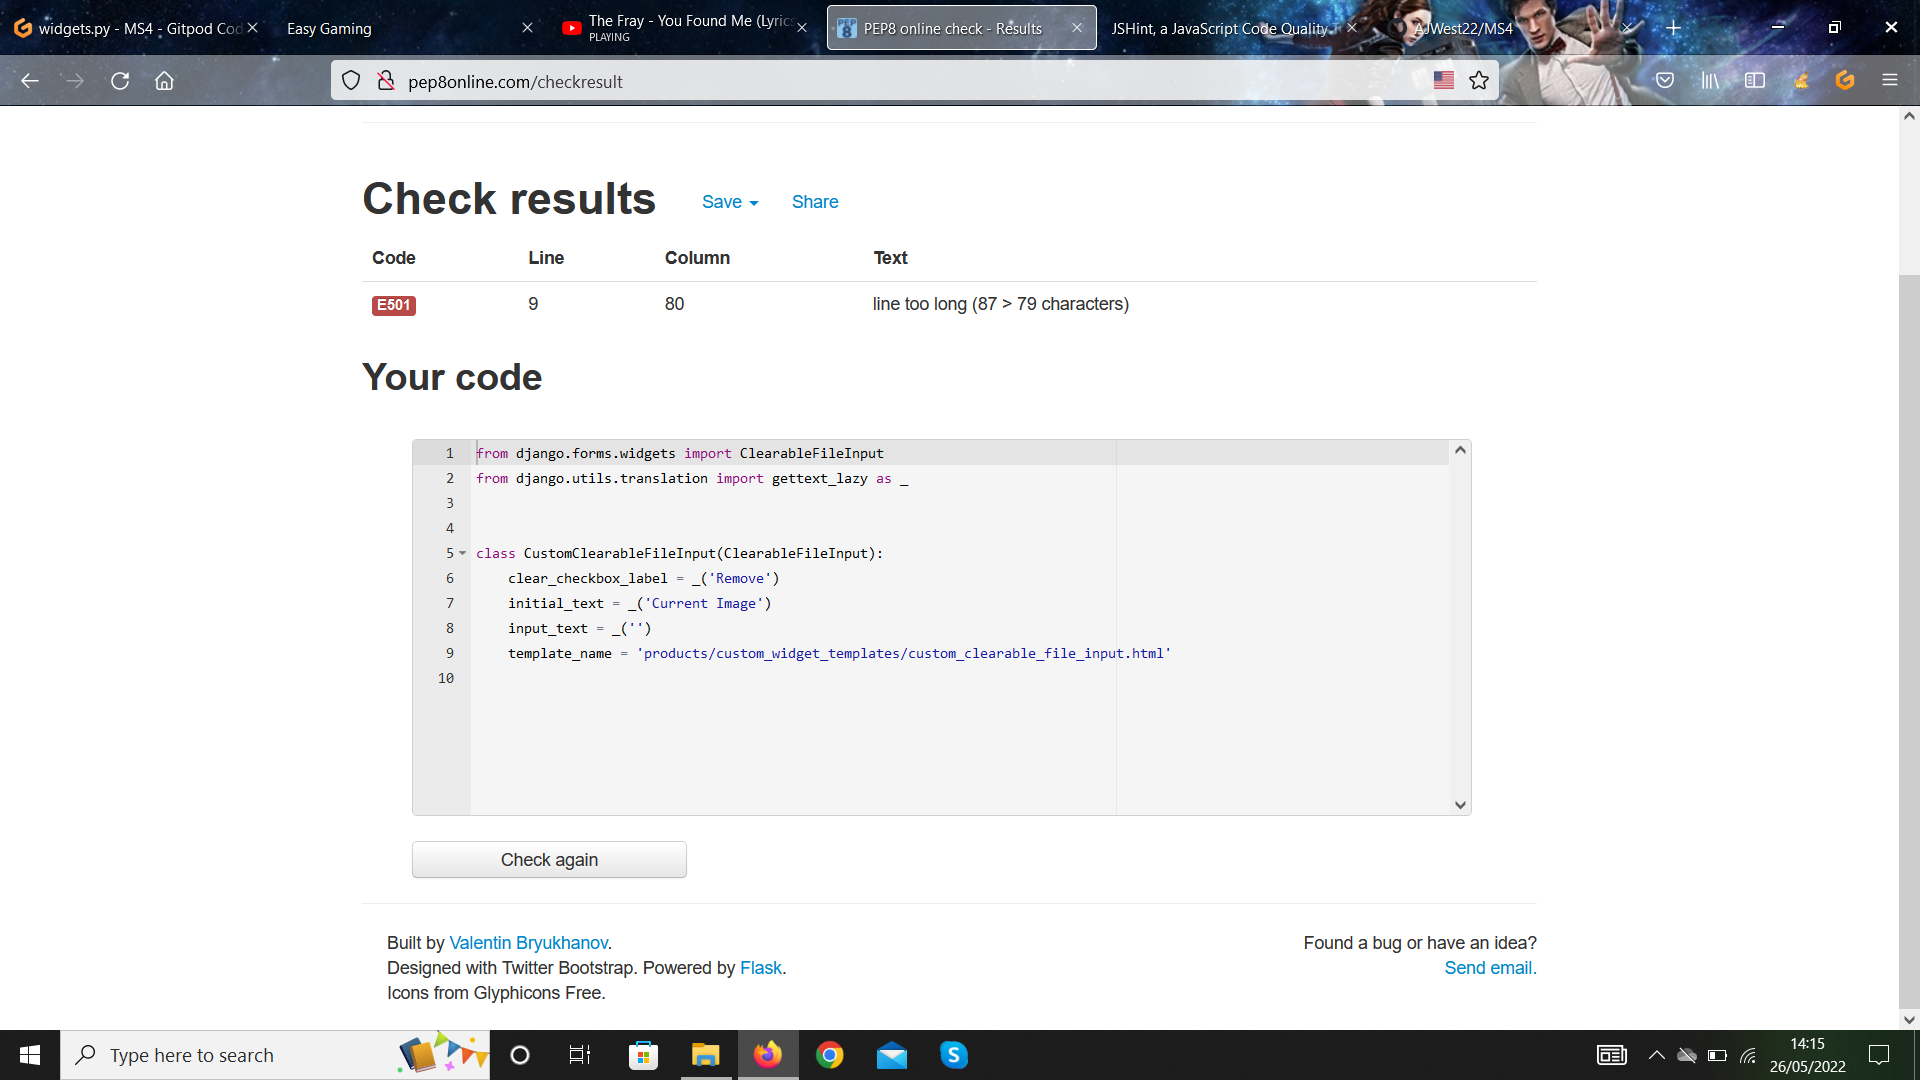 widgets.py - MS4 - Gitpod Cod
Easy Gaming
The Fray - You Found Me (Lyrics
PLAYING
PEP8 online check - Results
JSHint, a JavaScript Code Quality T
AJWest22/MS4
pep8online.com/checkresult
Check results
Save
Share
Code Line Column Text
E501 9 80 line too long (87 > 79 characters)
Your code
1 from django.forms.widgets import ClearableFileInput
2 from django.utils.translation import gettext_lazy as _
3
4
5 class CustomClearableFileInput(ClearableFileInput):
6 clear_checkbox_label = _('Remove')
7 initial_text = _('Current Image')
8 input_text = _('')
9 template_name = 'products/custom_widget_templates/custom_clearable_file_input.html'
10
Check again
Built by Valentin Bryukhanov.
Designed with Twitter Bootstrap. Powered by Flask.
Icons from Glyphicons Free.
Found a bug or have an idea?
Send email.
Type here to search
14:15
26/05/2022